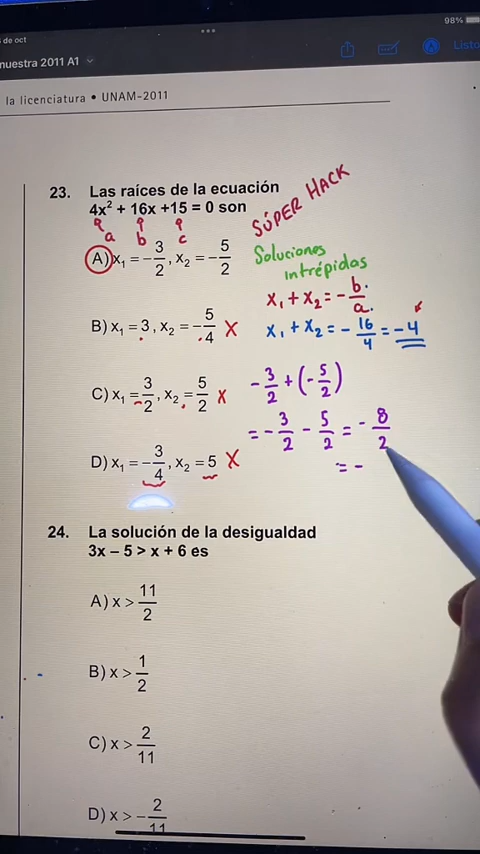 98%
de oct
nuestra 2011 A1
Listo
la licenciatura • UNAM-2011
23. Las raíces de la ecuación
4x² + 16x +15 = 0 son
a b c
A) x₁ = -3/2, x₂ = -5/2
B) x₁ = 3, x₂ = -5/4 X
C) x₁ = 3/2, x₂ = 5/2 X
D) x₁ = -3/4, x₂ = 5 X
SÚPER HACK
Soluciones
intrépidas
x₁ + x₂ = -b/a
x₁ + x₂ = -16/4 = -4
-3/2 + (-5/2)
= -3/2 - 5/2 = -8/2
= -
24. La solución de la desigualdad
3x – 5 > x + 6 es
A) x > 11/2
B) x > 1/2
C) x > 2/11
D) x > -2/11